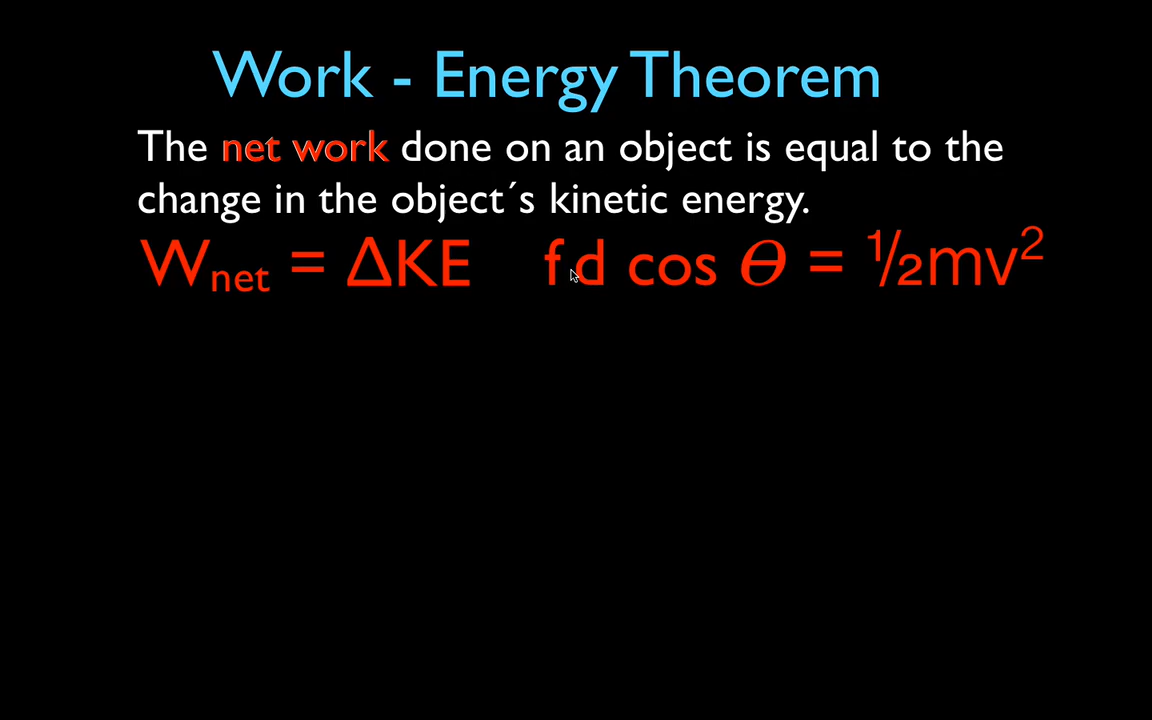 Work - Energy Theorem
The net work done on an object is equal to the
change in the object´s kinetic energy.
Wnet = ΔKE fd cos Θ = ½mv²